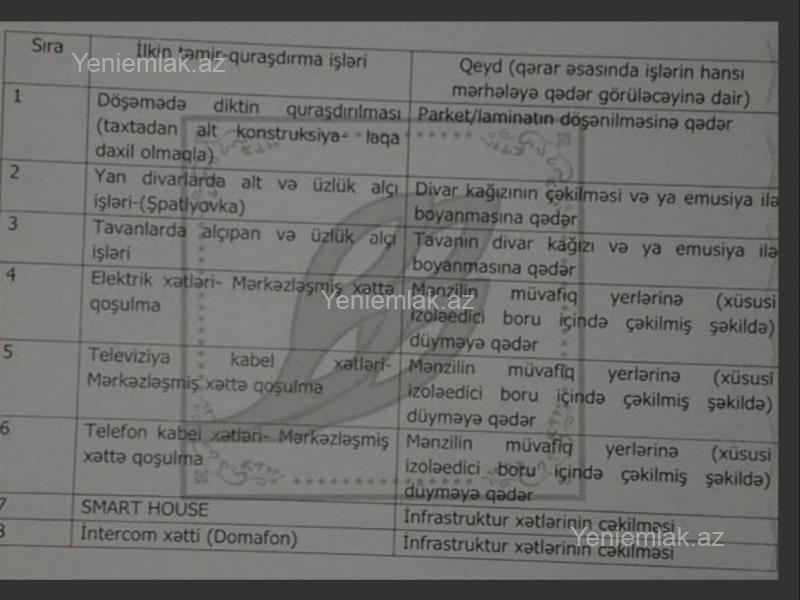 Sıra
İlkin təmir-quraşdırma işləri
Qeyd (qərar əsasında işlərin hansı
mərhələyə qədər görüləcəyinə dair)
1
Döşəmədə diktin quraşdırılması
(taxtadan alt konstruksiya- laqa
daxil olmaqla)
Parket/laminatın döşənilməsinə qədər
2
Yan divarlarda alt və üzlük alçı
işləri-(Şpatlyovka)
Divar kağızının çəkilməsi və ya emusiya ilə
boyanmasına qədər
3
Tavanlarda alçıpan və üzlük alçı
işləri
Tavanın divar kağızı və ya emusiya ilə
boyanmasına qədər
4
Elektrik xətləri- Mərkəzləşmiş xəttə
qoşulma
Mənzilin müvafiq yerlərinə (xüsusi
izoləedici boru içində çəkilmiş şəkildə)
düyməyə qədər
5
Televiziya kabel xətləri-
Mərkəzləşmiş xəttə qoşulma
Mənzilin müvafiq yerlərinə (xüsusi
izoləedici boru içində çəkilmiş şəkildə)
düyməyə qədər
6
Telefon kabel xətləri- Mərkəzləşmiş
xəttə qoşulma
Mənzilin müvafiq yerlərinə (xüsusi
izoləedici boru içində çəkilmiş şəkildə)
düyməyə qədər
7
SMART HOUSE
İnfrastruktur xətlərinin cəkilməsi
8
İntercom xətti (Domafon)
İnfrastruktur xətlərinin cəkilməsi
Yeniemlak.az
Yeniemlak.az
Yeniemlak.az